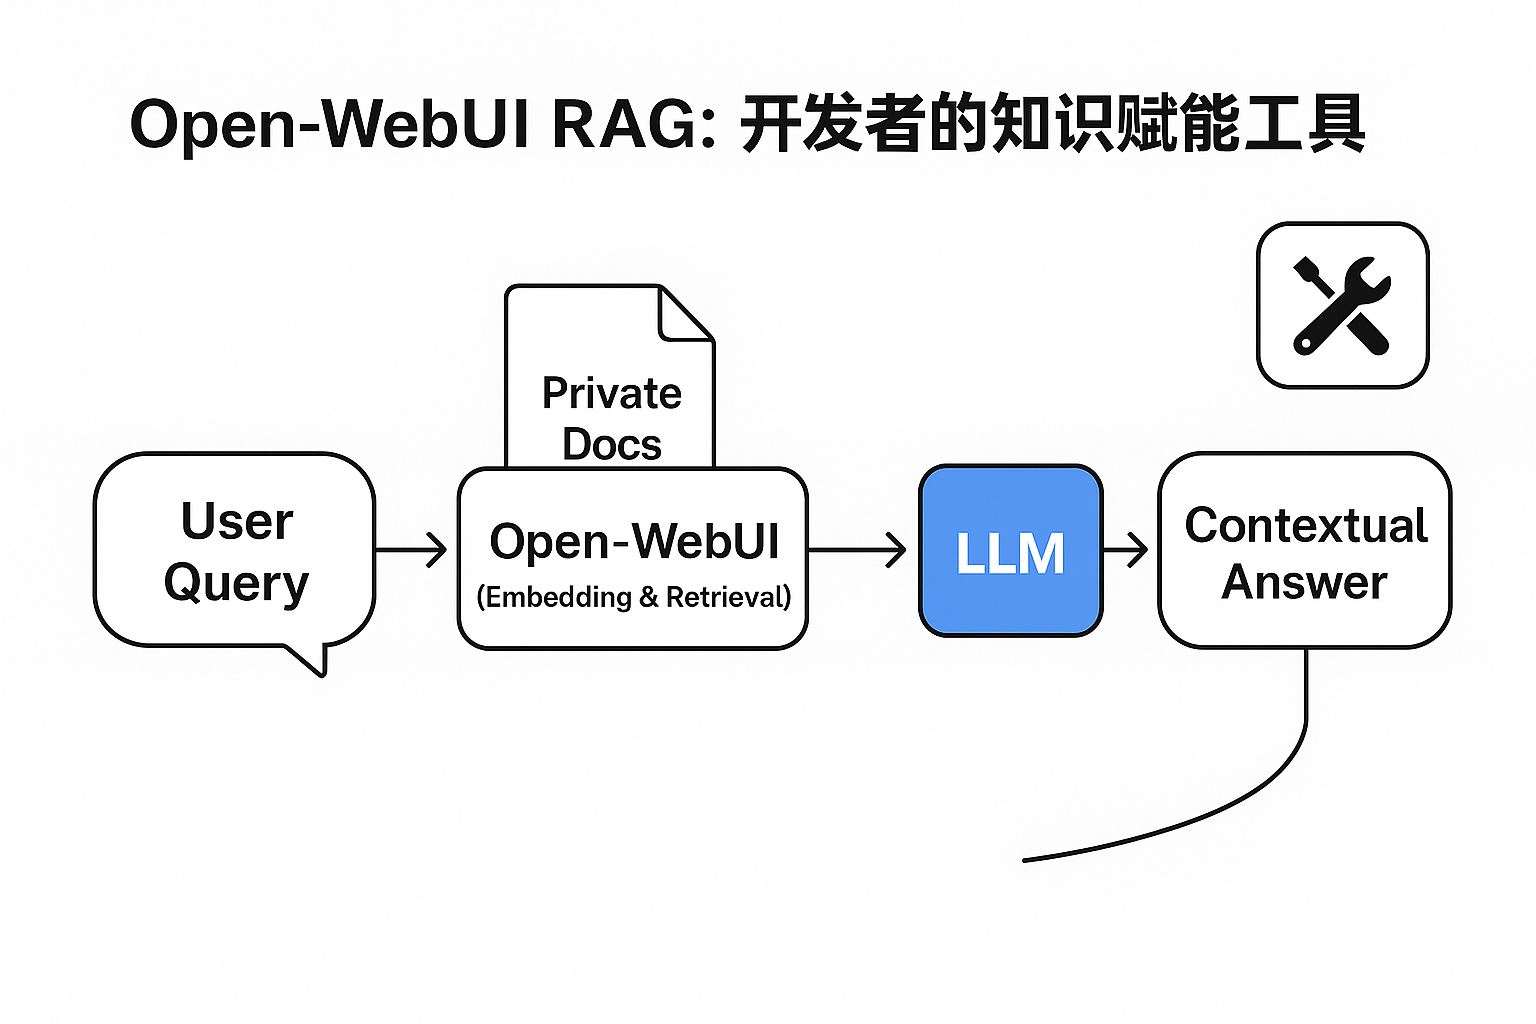 Open-WebUI RAG: 开发者的知识赋能工具
Private
Docs
User
Query
Open-WebUI
(Embedding & Retrieval)
LLM
Contextual
Answer